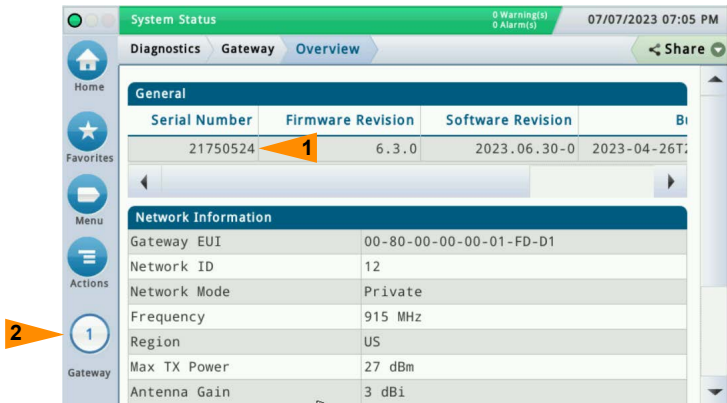 System Status
0 Warning(s)
0 Alarm(s)
07/07/2023 07:05 PM
Diagnostics Gateway Overview
Share
Home
General
Serial Number Firmware Revision Software Revision
21750524 1 6.3.0 2023.06.30-0 2023-04-26T
Favorites
Menu
Network Information
Gateway EUI 00-80-00-00-00-01-FD-D1
Network ID 12
Actions
Network Mode Private
Frequency 915 MHz
2 1
Region US
Gateway
Max TX Power 27 dBm
Antenna Gain 3 dBi